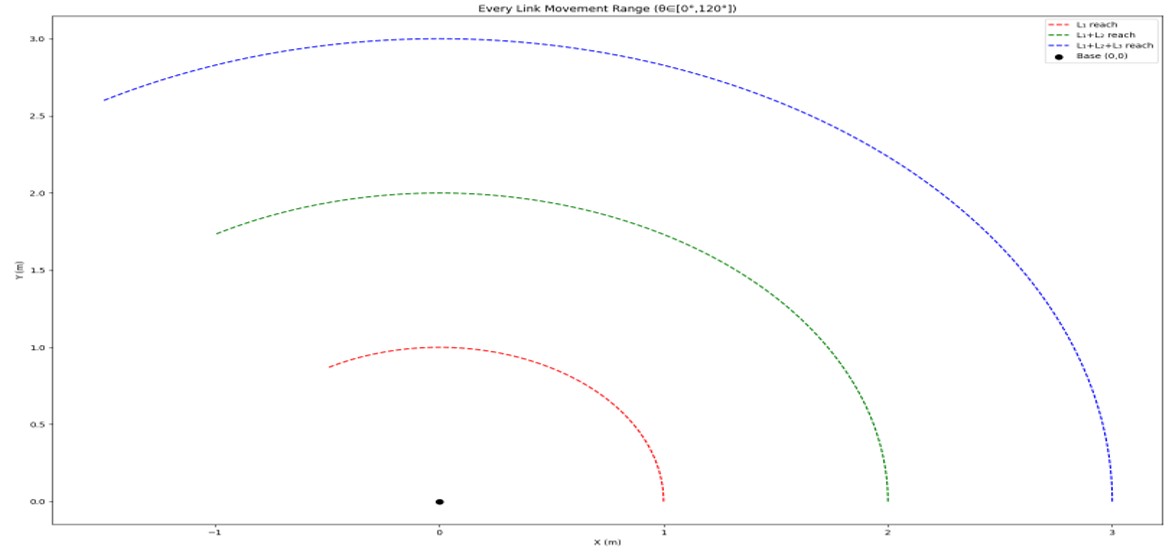 Every Link Movement Range (θ∈[0°,120°])
L₁ reach
L₁+L₂ reach
L₁+L₂+L₃ reach
Base (0,0)
3.0
2.5
2.0
1.5
1.0
0.5
0.0
Y (m)
−1
0
1
2
3
X (m)